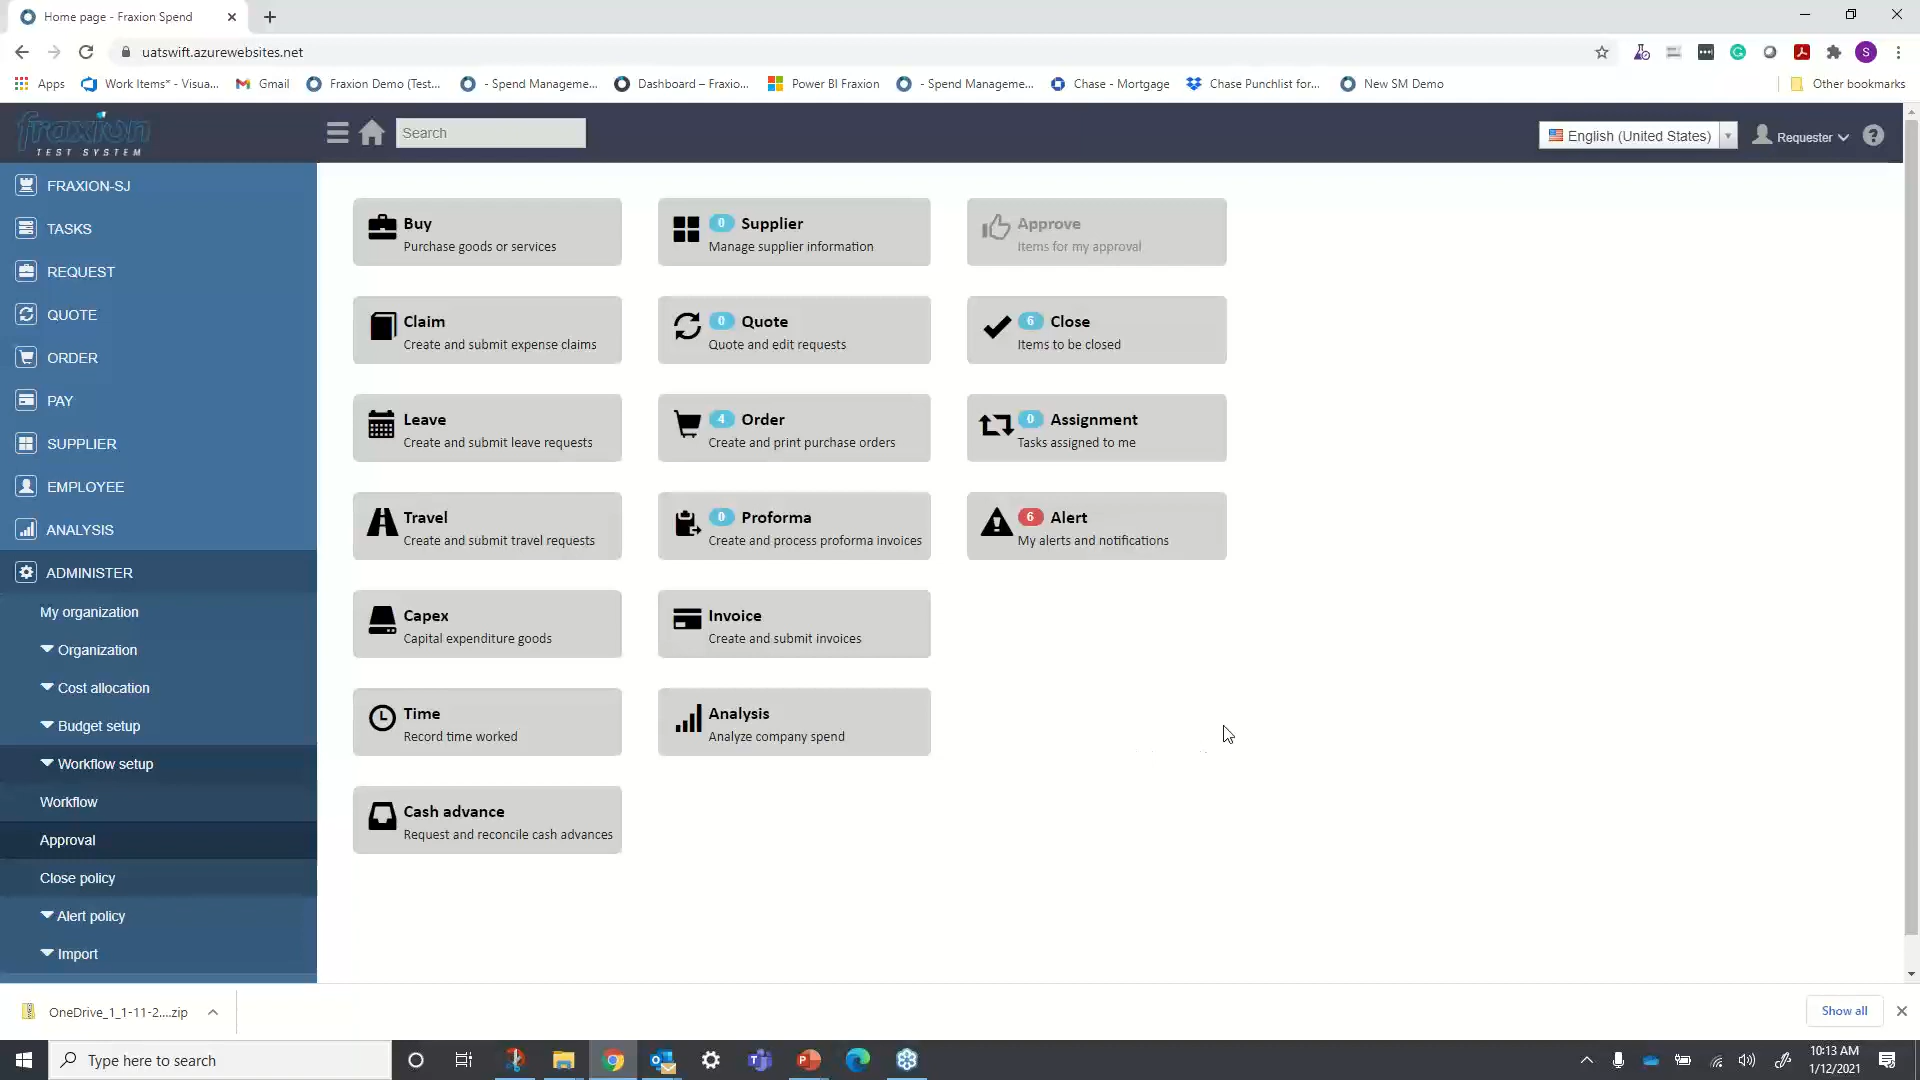 Home page - Fraxion Spend
uatswift.azurewebsites.net
Apps
Work Items* - Visua...
Gmail
Fraxion Demo (Test...
- Spend Manageme...
Dashboard – Fraxio...
Power BI Fraxion
- Spend Manageme...
Chase - Mortgage
Chase Punchlist for...
New SM Demo
Other bookmarks
S
fraxion
TEST SYSTEM
Search
English (United States)
Requester
FRAXION-SJ
TASKS
REQUEST
QUOTE
ORDER
PAY
SUPPLIER
EMPLOYEE
ANALYSIS
ADMINISTER
My organization
Organization
Cost allocation
Budget setup
Workflow setup
Workflow
Approval
Close policy
Alert policy
Import
Buy
Purchase goods or services
Claim
Create and submit expense claims
Leave
Create and submit leave requests
Travel
Create and submit travel requests
Capex
Capital expenditure goods
Time
Record time worked
Cash advance
Request and reconcile cash advances
0 Supplier
Manage supplier information
0 Quote
Quote and edit requests
4 Order
Create and print purchase orders
0 Proforma
Create and process proforma invoices
Invoice
Create and submit invoices
Analysis
Analyze company spend
Approve
Items for my approval
6 Close
Items to be closed
0 Assignment
Tasks assigned to me
6 Alert
My alerts and notifications
OneDrive_1_1-11-2....zip
Show all
Type here to search
10:13 AM
1/12/2021